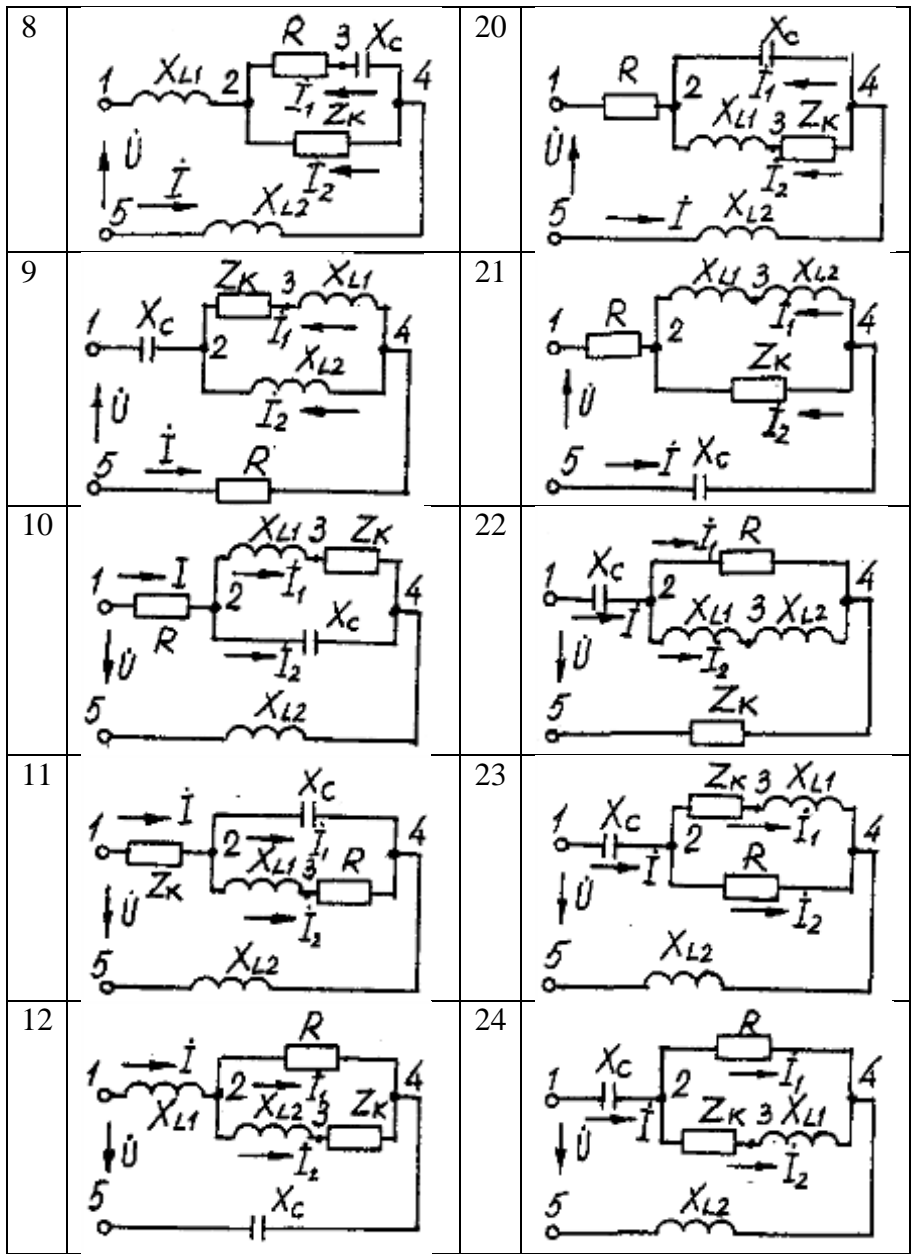 8
R 3 Xc
1 XL1 2 4
İ1
ZK
U̇ İ2
İ
5 XL2
20
Xc
1 R 2 4
İ1
XL1 3 ZK
U̇ İ2
5 İ XL2
9
ZK 3 XL1
1 Xc 2 4
İ1
XL2
U̇ İ2
İ
5 R
21
XL1 3 XL2
1 R 2 4
İ1
ZK
U̇ İ2
5 İ Xc
10
XL1 3 ZK
1 İ 2 4
İ1
R Xc
U̇ İ2
5 XL2
22
İ1 R
1 Xc 2 4
İ XL1 3 XL2
U̇ İ2
5 ZK
11
Xc
1 İ 2 4
İ1
ZK XL1 3 R
U̇ İ2
5 XL2
23
ZK 3 XL1
1 Xc 2 4
İ1
İ R
U̇ İ2
5 XL2
12
R
1 İ 2 4
İ1
XL1 XL2 3 ZK
U̇ İ2
5 Xc
24
R
1 Xc 2 4
İ1
İ ZK 3 XL1
U̇ İ2
5 XL2